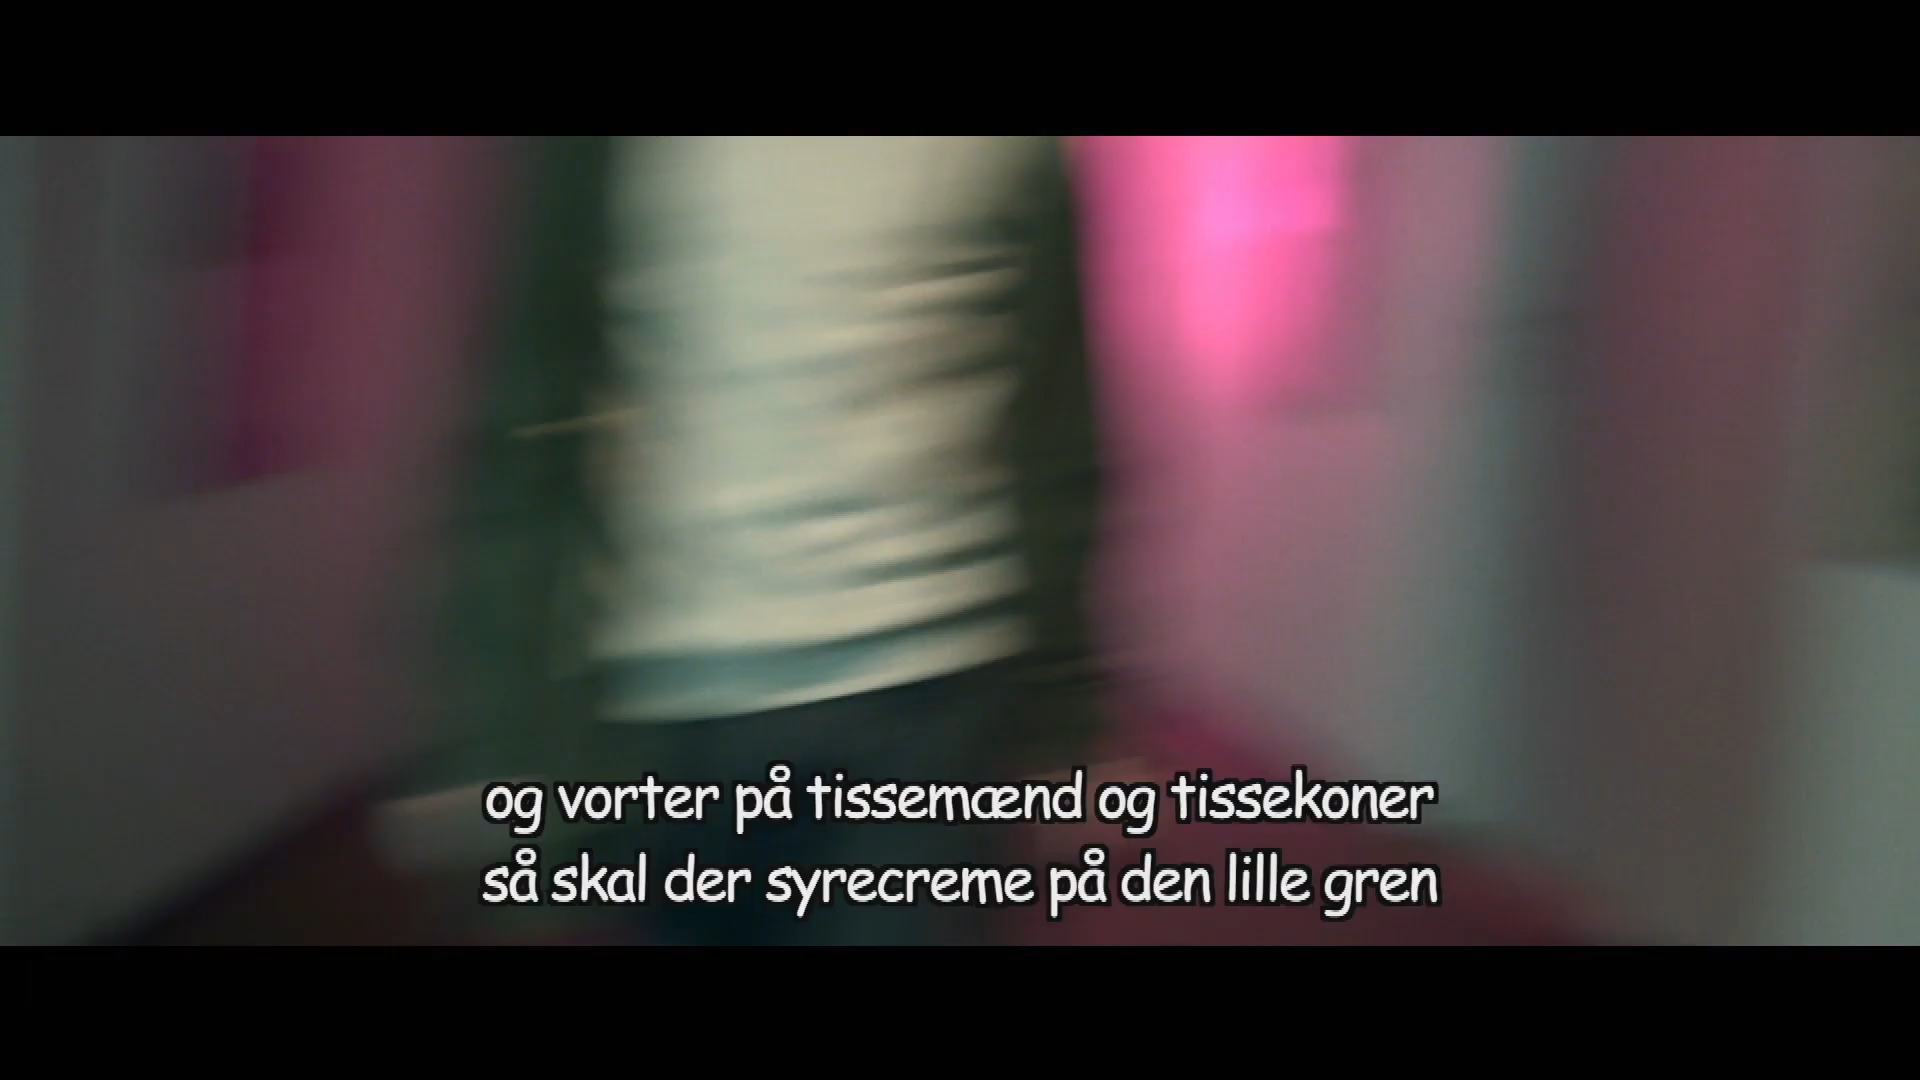 og vorter på tissemænd og tissekoner
så skal der syrecreme på den lille gren